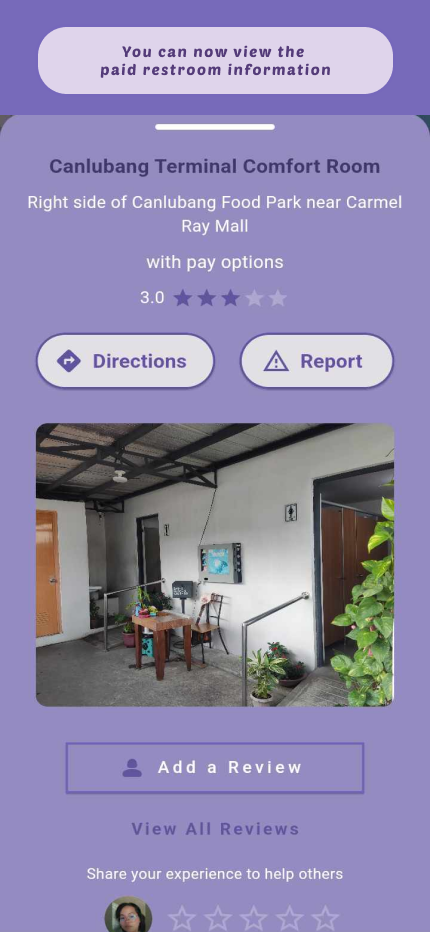 You can now view the
paid restroom information
Canlubang Terminal Comfort Room
Right side of Canlubang Food Park near Carmel
Ray Mall
with pay options
3.0
Directions
Report
Add a Review
View All Reviews
Share your experience to help others